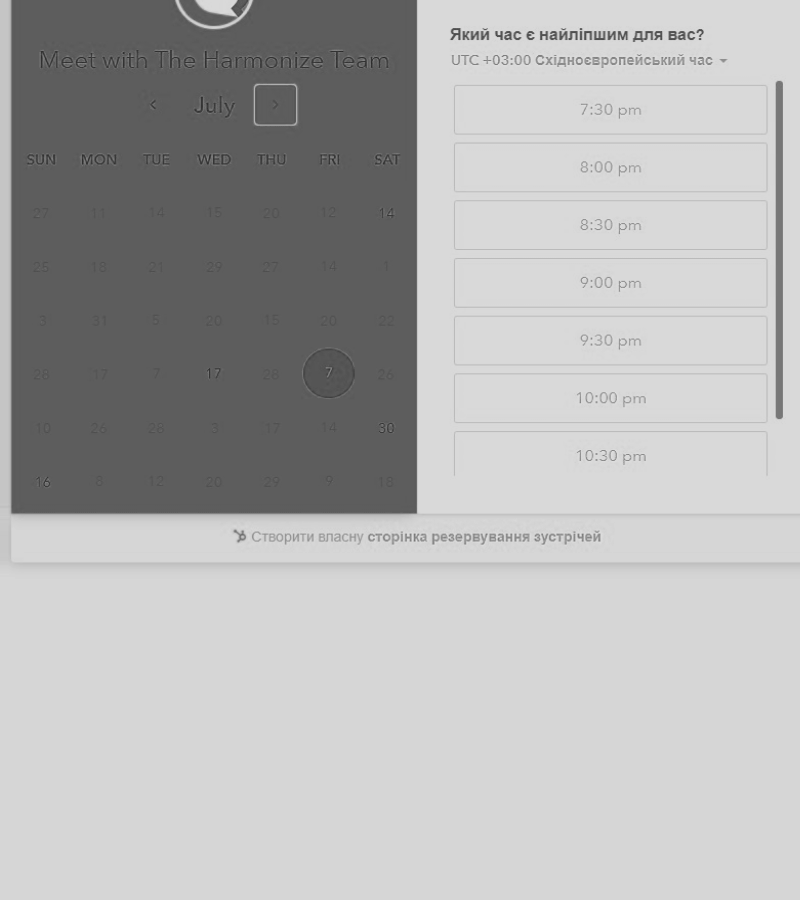 Meet with The Harmonize Team
July
SUN MON TUE WED THU FRI SAT
27 11 14 15 20 12 14
25 18 21 29 27 14 1
3 31 5 20 15 20 22
28 17 7 17 28 7 26
10 26 28 3 17 14 30
16 8 12 20 29 9 18
Який час є найліпшим для вас?
UTC +03:00 Східноєвропейський час
7:30 pm
8:00 pm
8:30 pm
9:00 pm
9:30 pm
10:00 pm
10:30 pm
Створити власну сторінка резервування зустрічей